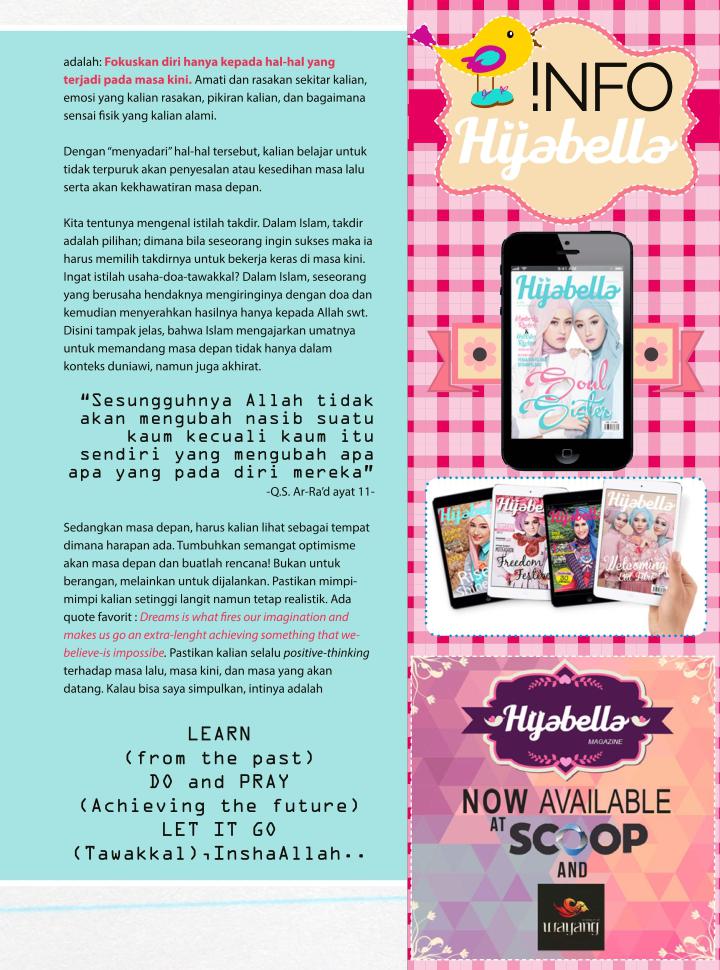 adalah: Fokuskan diri hanya kepada hal-hal yang
terjadi pada masa kini. Amati dan rasakan sekitar kalian,
emosi yang kalian rasakan, pikiran kalian, dan bagaimana
sensai fisik yang kalian alami.
Dengan “menyadari” hal-hal tersebut, kalian belajar untuk
tidak terpuruk akan penyesalan atau kesedihan masa lalu
serta akan kekhawatiran masa depan.
Kita tentunya mengenal istilah takdir. Dalam Islam, takdir
adalah pilihan; dimana bila seseorang ingin sukses maka ia
harus memilih takdirnya untuk bekerja keras di masa kini.
Ingat istilah usaha-doa-tawakkal? Dalam Islam, seseorang
yang berusaha hendaknya mengiringinya dengan doa dan
kemudian menyerahkan hasilnya hanya kepada Allah swt.
Disini tampak jelas, bahwa Islam mengajarkan umatnya
untuk memandang masa depan tidak hanya dalam
konteks duniawi, namun juga akhirat.
“Sesungguhnya Allah tidak
akan mengubah nasib suatu
kaum kecuali kaum itu
sendiri yang mengubah apa
apa yang pada diri mereka”
-Q.S. Ar-Ra’d ayat 11-
Sedangkan masa depan, harus kalian lihat sebagai tempat
dimana harapan ada. Tumbuhkan semangat optimisme
akan masa depan dan buatlah rencana! Bukan untuk
berangan, melainkan untuk dijalankan. Pastikan mimpi-
mimpi kalian setinggi langit namun tetap realistik. Ada
quote favorit : Dreams is what fires our imagination and
makes us go an extra-lenght achieving something that we-
believe-is impossibe. Pastikan kalian selalu positive-thinking
terhadap masa lalu, masa kini, dan masa yang akan
datang. Kalau bisa saya simpulkan, intinya adalah
LEARN
(from the past)
DO and PRAY
(Achieving the future)
LET IT GO
(Tawakkal),InshaAllah..
!NFO
Hijabella
9:41 AM
Hijabella
Soul
Sister
Hijabella
Freedom
Hijabella
Welcoming
Hijabella
MAGAZINE
NOW AVAILABLE
AT SCOOP
AND
wayang